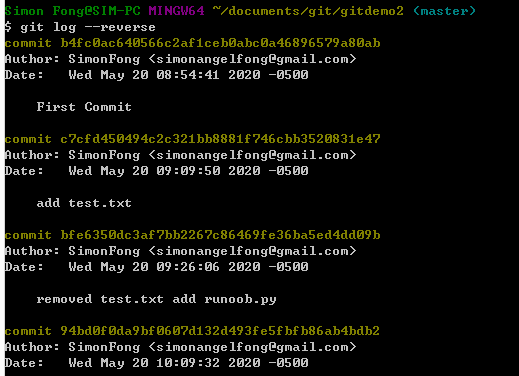 Simon Fong@SIM-PC MINGW64 ~/documents/git/gitdemo2 (master)
$ git log --reverse
commit b4fc0ac640566c2af1ceb0abc0a46896579a80ab
Author: SimonFong <simonangelfong@gmail.com>
Date:   Wed May 20 08:54:41 2020 -0500
First Commit
commit c7cfd450494c2c321bb8881f746cbb3520831e47
Author: SimonFong <simonangelfong@gmail.com>
Date:   Wed May 20 09:09:50 2020 -0500
add test.txt
commit bfe6350dc3af7bb2267c86469fe36ba5ed4dd09b
Author: SimonFong <simonangelfong@gmail.com>
Date:   Wed May 20 09:26:06 2020 -0500
removed test.txt add runoob.py
commit 94bd0f0da9bf0607d132d493fe5fbfb86ab4bdb2
Author: SimonFong <simonangelfong@gmail.com>
Date:   Wed May 20 10:09:32 2020 -0500